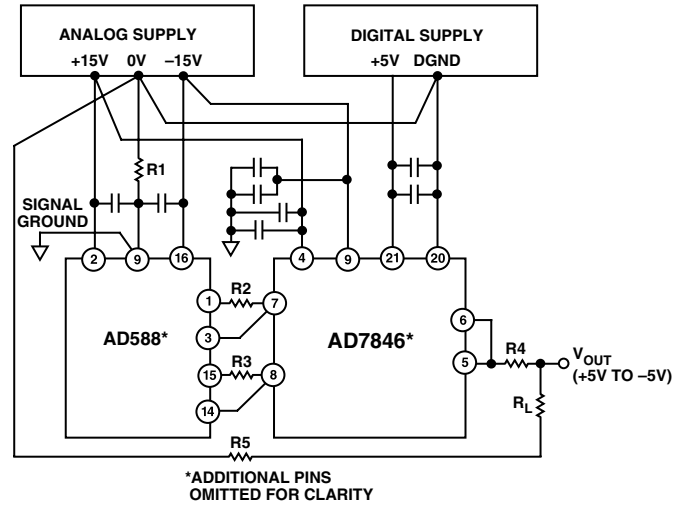 ANALOG SUPPLY
+15V 0V –15V
DIGITAL SUPPLY
+5V DGND
R1
SIGNAL
GROUND
2 9 16
4 9 21 20
1 R2 7
3
AD588*
AD7846*
15 R3 8
14
6
5 R4
VOUT
(+5V TO –5V)
RL
R5
*ADDITIONAL PINS
OMITTED FOR CLARITY